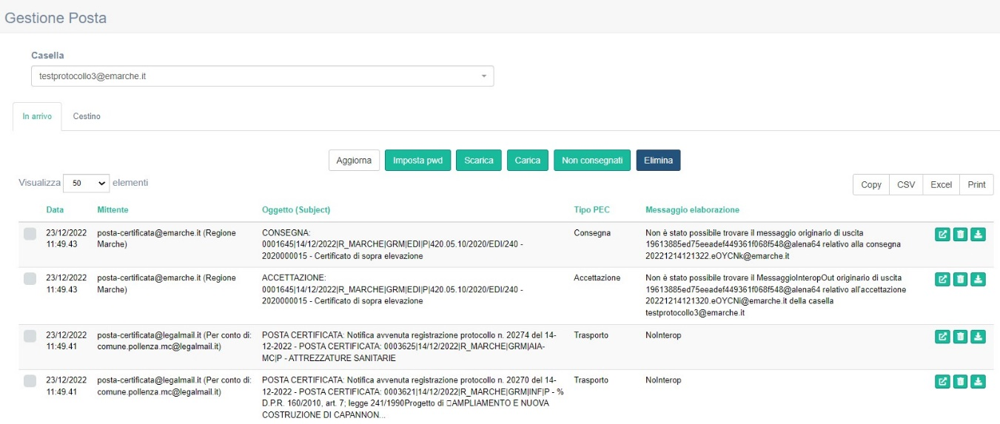 Gestione Posta
Casella
testprotocollo3@emarche.it
In arrivo Cestino
Aggiorna Imposta pwd Scarica Carica Non consegnati Elimina
Visualizza 50 elementi
Copy CSV Excel Print
Data Mittente Oggetto (Subject) Tipo PEC Messaggio elaborazione
23/12/2022 posta-certificata@emarche.it (Regione CONSEGNA: Consegna Non è stato possibile trovare il messaggio originario di uscita
11:49.43 Marche) 0001645|14/12/2022|R_MARCHE|GRM|EDI|P|420.05.10/2020/EDI/240 - 19613885ed75eeadef449361f068f548@alena64 relativo alla consegna
2020000015 - Certificato di sopra elevazione 20221214121322.eOYCNk@emarche.it
23/12/2022 posta-certificata@emarche.it (Regione ACCETTAZIONE: Accettazione Non è stato possibile trovare il MessaggioInteropOut originario di uscita
11:49.43 Marche) 0001645|14/12/2022|R_MARCHE|GRM|EDI|P|420.05.10/2020/EDI/240 - 19613885ed75eeadef449361f068f548@alena64 relativo all'accettazione
2020000015 - Certificato di sopra elevazione 20221214121320.eOYCNi@emarche.it della casella
testprotocollo3@emarche.it
23/12/2022 posta-certificata@legalmail.it (Per conto di: POSTA CERTIFICATA: Notifica avvenuta registrazione protocollo n. 20274 del 14- Trasporto NoInterop
11:49.41 comune.pollenza.mc@legalmail.it) 12-2022 - POSTA CERTIFICATA: 0003625|14/12/2022|R_MARCHE|GRM|AIA-
MC|P - ATTREZZATURE SANITARIE
23/12/2022 posta-certificata@legalmail.it (Per conto di: POSTA CERTIFICATA: Notifica avvenuta registrazione protocollo n. 20270 del 14- Trasporto NoInterop
11:49.41 comune.pollenza.mc@legalmail.it) 12-2022 - POSTA CERTIFICATA: 0003621|14/12/2022|R_MARCHE|GRM|INF|P - %
D.P.R. 160/2010, art. 7; legge 241/1990Progetto di □AMPLIAMENTO E NUOVA
COSTRUZIONE DI CAPANNON...